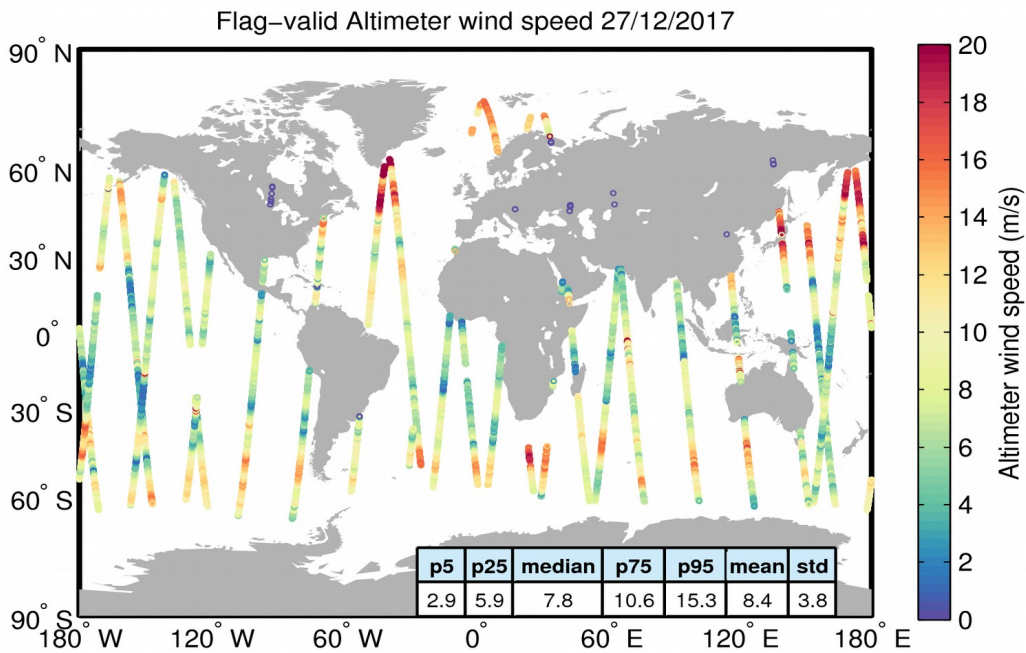 Flag−valid Altimeter wind speed 27/12/2017
90° N
60° N
30° N
0°
30° S
60° S
90° S
180° W
120° W
60° W
0°
60° E
120° E
180° E
p5 p25 median p75 p95 mean std
2.9 5.9 7.8 10.6 15.3 8.4 3.8
20
18
16
14
12
10
8
6
4
2
0
Altimeter wind speed (m/s)